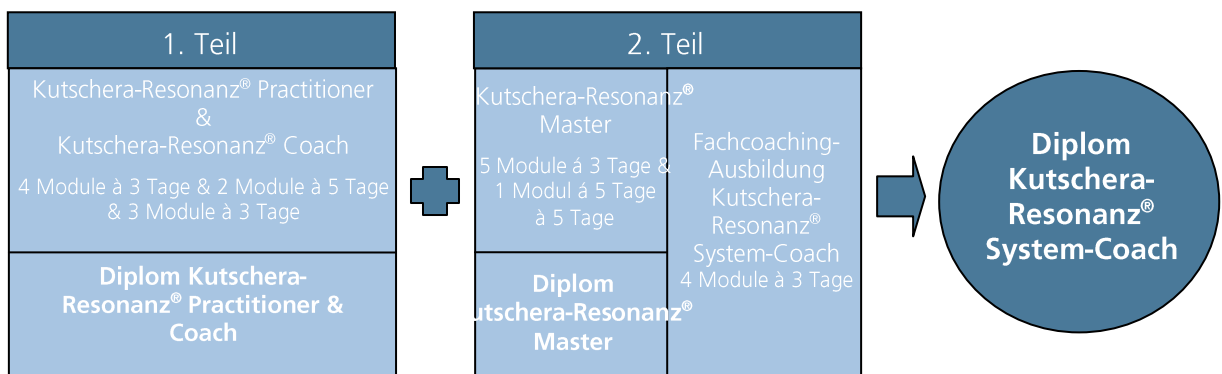 1. Teil
Kutschera-Resonanz® Practitioner
&
Kutschera-Resonanz® Coach
4 Module à 3 Tage & 2 Module à 5 Tage
& 3 Module à 3 Tage
Diplom Kutschera-
Resonanz® Practitioner &
Coach
2. Teil
Kutschera-Resonanz®
Master
5 Module á 3 Tage &
1 Modul á 5 Tage
à 5 Tage
Diplom
utschera-Resonanz®
Master
Fachcoaching-
Ausbildung
Kutschera-
Resonanz®
System-Coach
4 Module à 3 Tage
Diplom
Kutschera-
Resonanz®
System-Coach